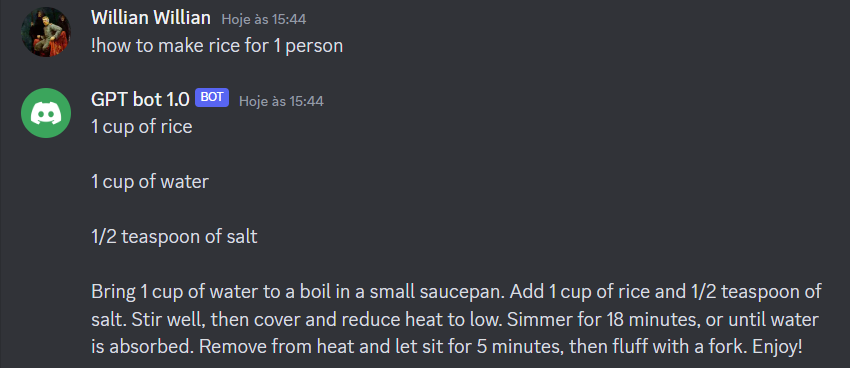 Willian Willian Hoje às 15:44
!how to make rice for 1 person
GPT bot 1.0 BOT Hoje às 15:44
1 cup of rice
1 cup of water
1/2 teaspoon of salt
Bring 1 cup of water to a boil in a small saucepan. Add 1 cup of rice and 1/2 teaspoon of
salt. Stir well, then cover and reduce heat to low. Simmer for 18 minutes, or until water
is absorbed. Remove from heat and let sit for 5 minutes, then fluff with a fork. Enjoy!